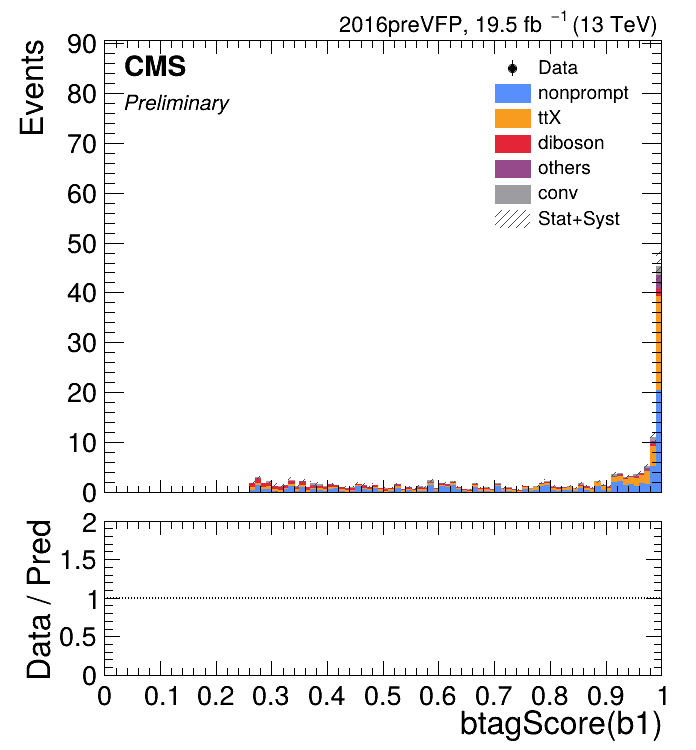 2016preVFP, 19.5 fb⁻¹ (13 TeV)
CMS
Preliminary
Data
nonprompt
ttX
diboson
others
conv
Stat+Syst
Events
90
80
70
60
50
40
30
20
10
0
Data / Pred
2
1.5
1
0.5
0
0 0.1 0.2 0.3 0.4 0.5 0.6 0.7 0.8 0.9 1
btagScore(b1)